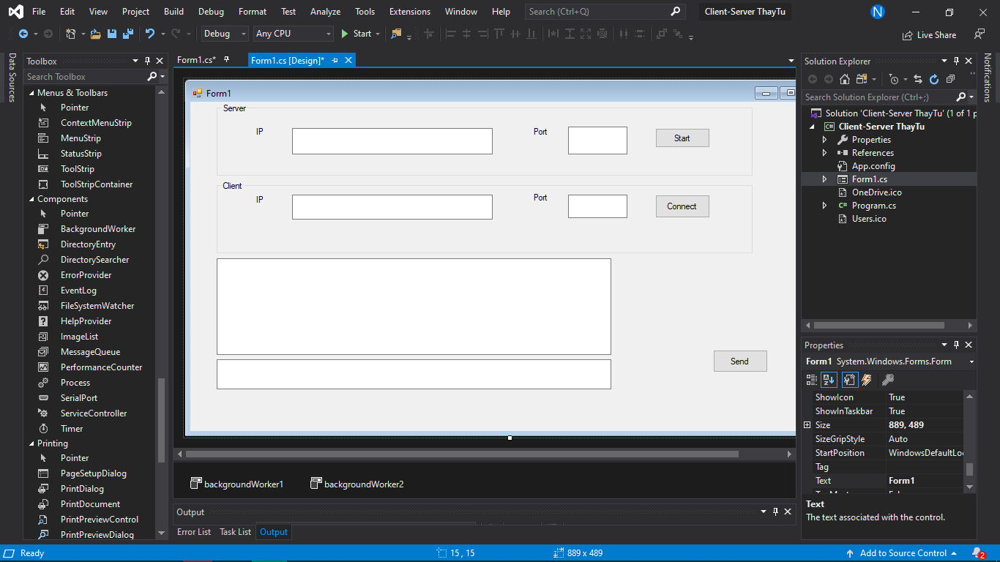 File Edit View Project Build Debug Format Test Analyze Tools Extensions Window Help Search (Ctrl+Q) Client-Server ThayTu N
Debug Any CPU Start Live Share
Data Sources
Toolbox
Search Toolbox
Menus & Toolbars
Pointer
ContextMenuStrip
MenuStrip
StatusStrip
ToolStrip
ToolStripContainer
Components
Pointer
BackgroundWorker
DirectoryEntry
DirectorySearcher
ErrorProvider
EventLog
FileSystemWatcher
HelpProvider
ImageList
MessageQueue
PerformanceCounter
Process
SerialPort
ServiceController
Timer
Printing
Pointer
PageSetupDialog
PrintDialog
PrintDocument
PrintPreviewControl
PrintPreviewDialog
Form1.cs* Form1.cs [Design]*
Form1
Server
IP Port Start
Client
IP Port Connect
Send
backgroundWorker1 backgroundWorker2
Output
Error List Task List Output
Solution Explorer
Search Solution Explorer (Ctrl+;)
Solution 'Client-Server ThayTu' (1 of 1 p
C# Client-Server ThayTu
Properties
References
App.config
Form1.cs
OneDrive.ico
C# Program.cs
Users.ico
Properties
Form1 System.Windows.Forms.Form
ShowIcon True
ShowInTaskbar True
Size 889, 489
SizeGripStyle Auto
StartPosition WindowsDefaultLo
Tag
Text Form1
Text
The text associated with the control.
Notifications
Ready 15 , 15 889 x 489 Add to Source Control 2